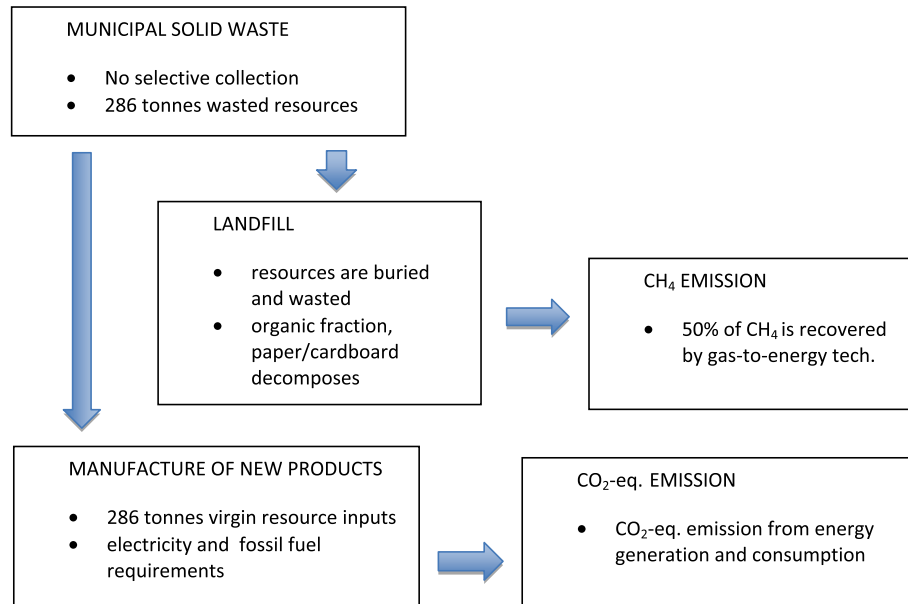 MUNICIPAL SOLID WASTE
• No selective collection
• 286 tonnes wasted resources
LANDFILL
• resources are buried
and wasted
• organic fraction,
paper/cardboard
decomposes
CH₄ EMISSION
• 50% of CH₄ is recovered
by gas-to-energy tech.
MANUFACTURE OF NEW PRODUCTS
• 286 tonnes virgin resource inputs
• electricity and fossil fuel
requirements
CO₂-eq. EMISSION
• CO₂-eq. emission from energy
generation and consumption